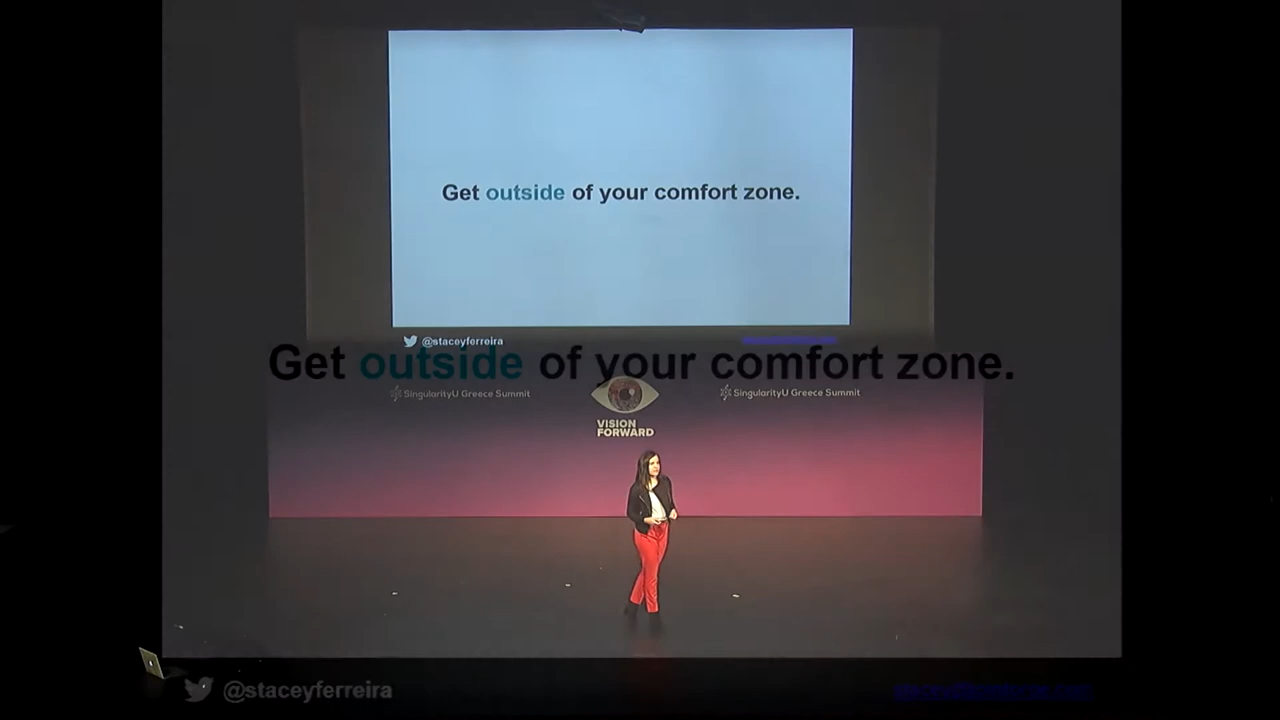 Get outside of your comfort zone.
@staceyferreira
Get outside of your comfort zone.
SingularityU Greece Summit
SingularityU Greece Summit
VISION
FORWARD
@staceyferreira